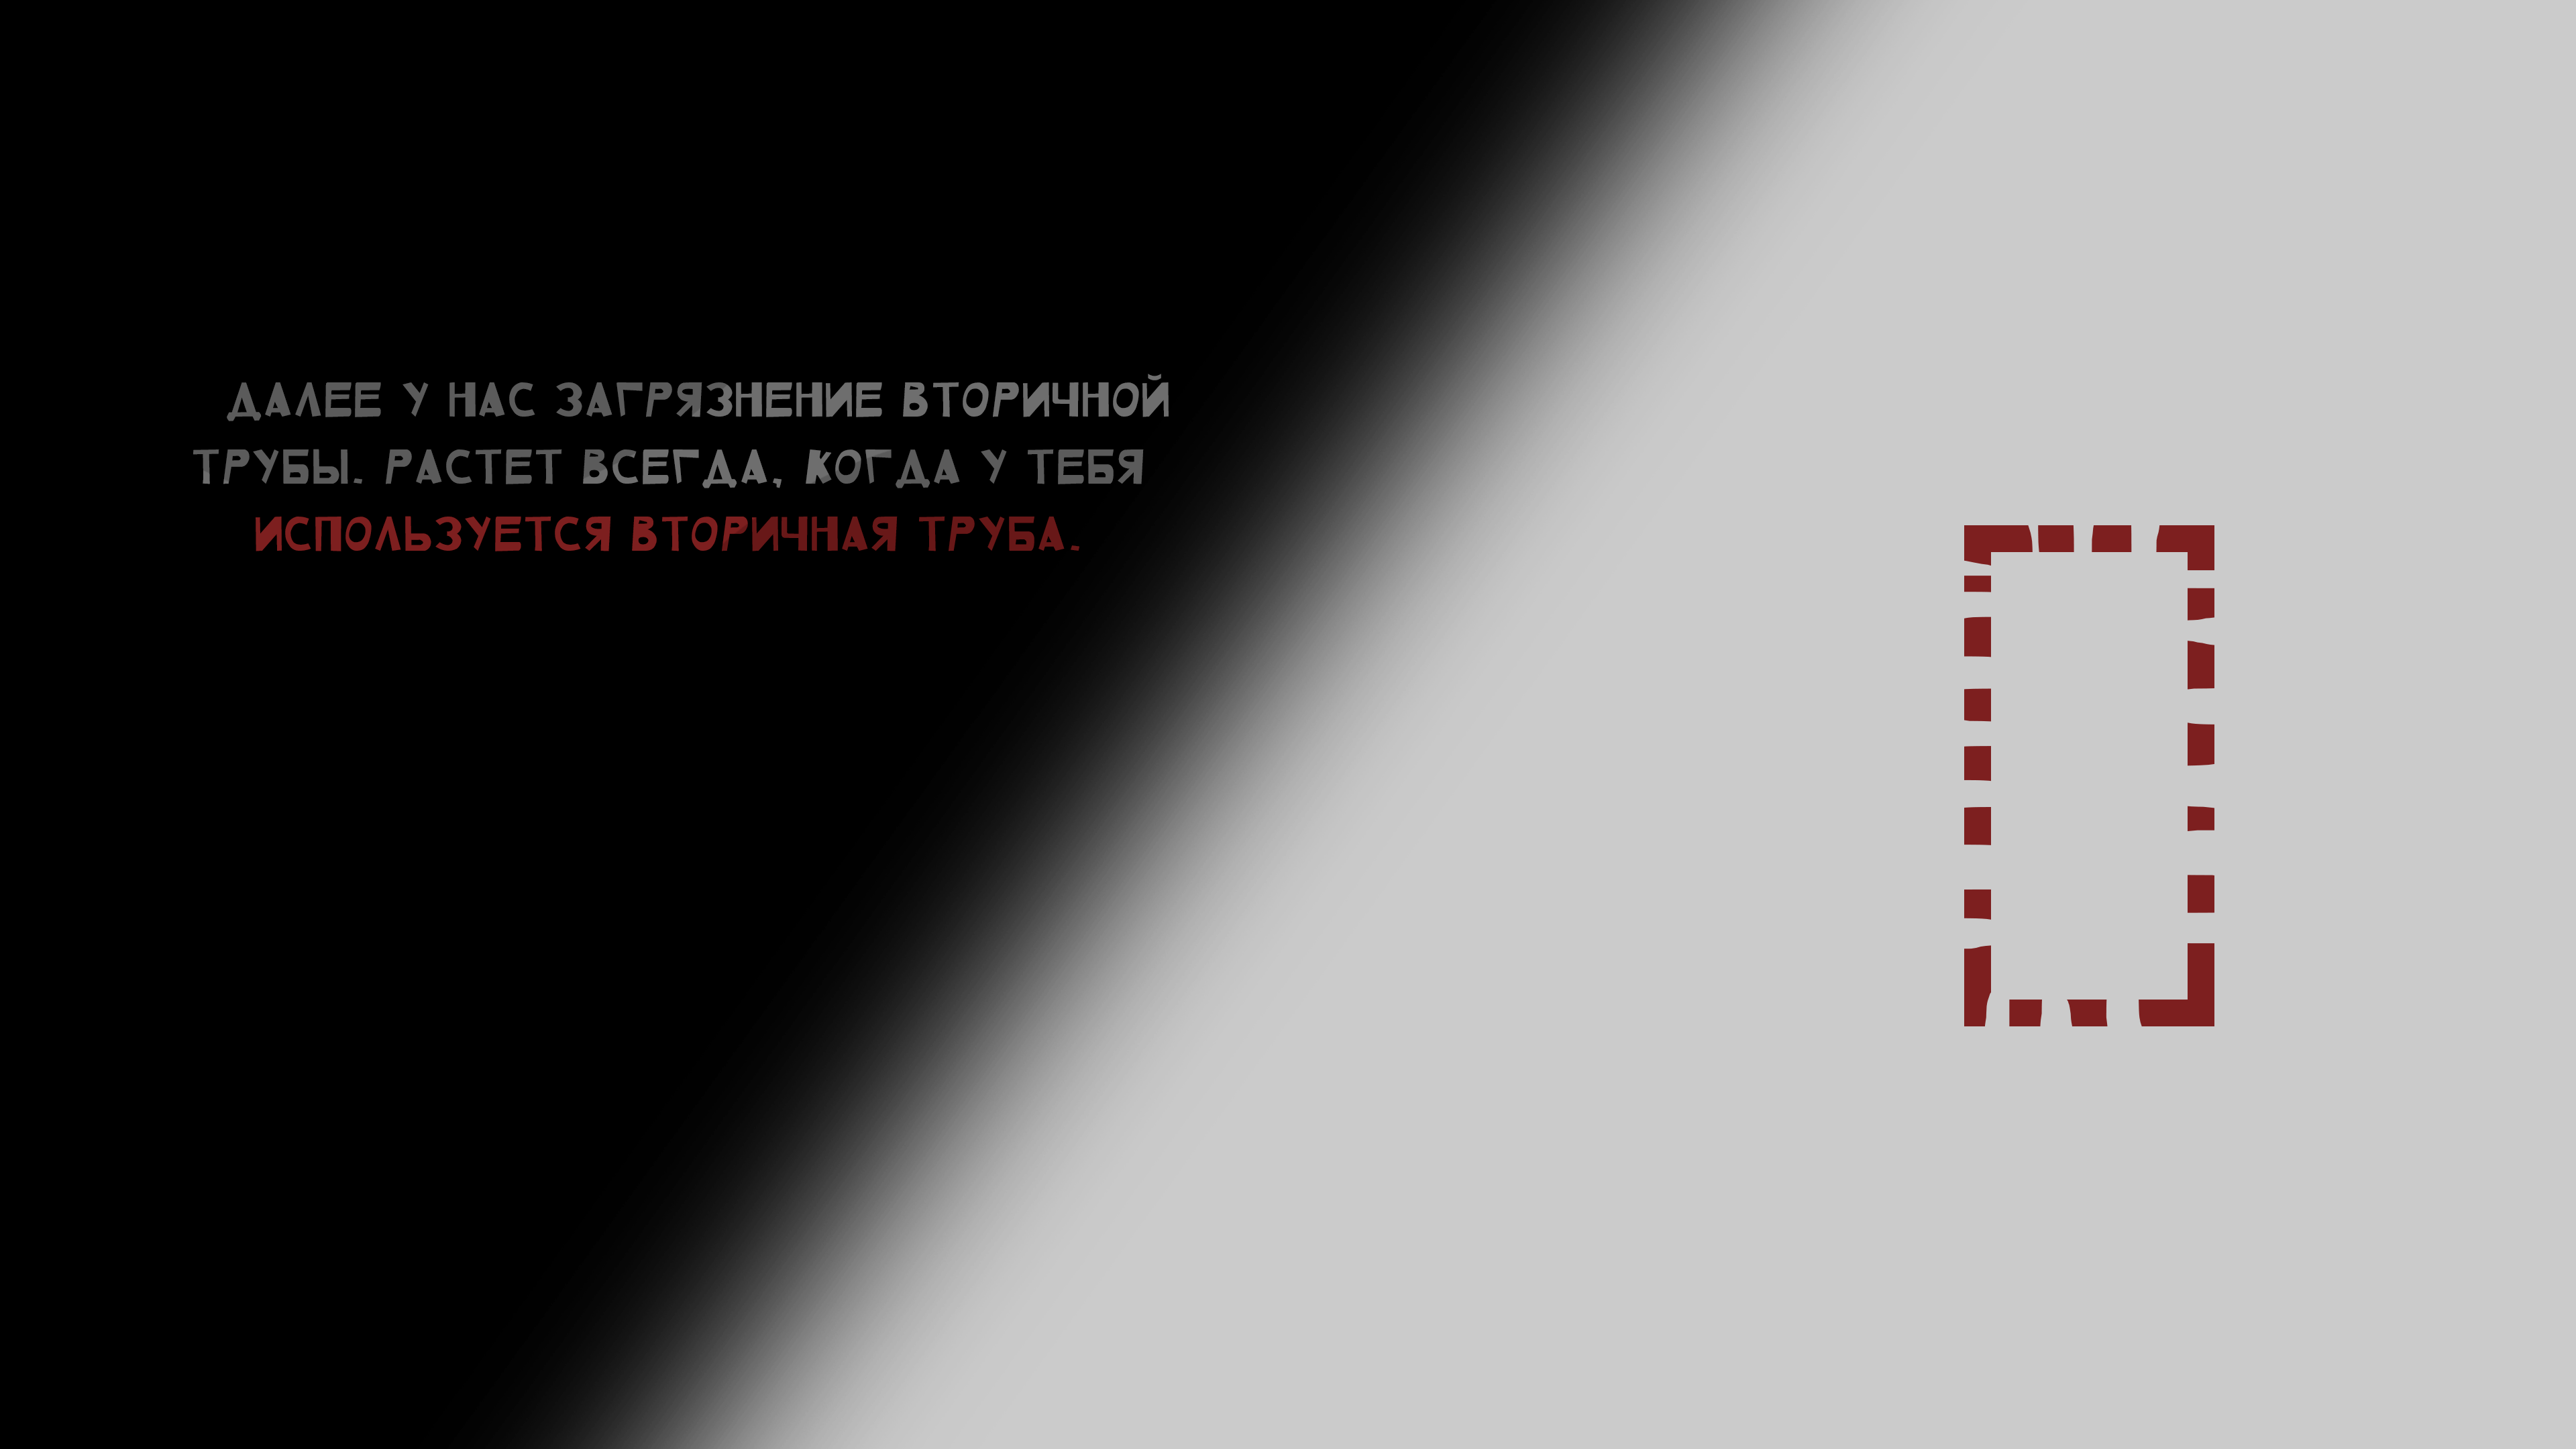 ДАЛЕЕ У НАС ЗАГРЯЗНЕНИЕ ВТОРИЧНОЙ
ТРУБЫ. РАСТЕТ ВСЕГДА, КОГДА У ТЕБЯ
ИСПОЛЬЗУЕТСЯ ВТОРИЧНАЯ ТРУБА.